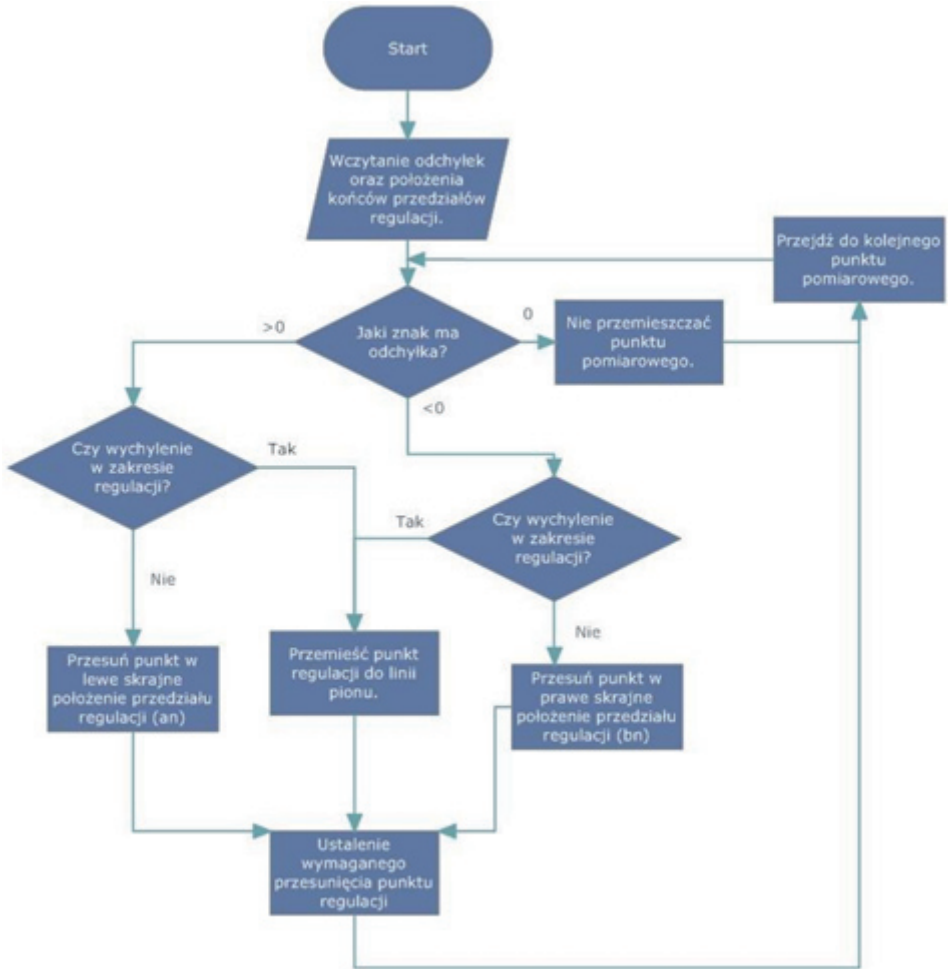 Start
Wczytanie odchyłek
oraz położenia
końców przedziałów
regulacji.
Przejdź do kolejnego
punktu
pomiarowego.
>0
Jaki znak ma
odchyłka?
0
Nie przemieszczać
punktu
pomiarowego.
<0
Czy wychylenie
w zakresie
regulacji?
Tak
Tak
Czy wychylenie
w zakresie
regulacji?
Nie
Nie
Przesuń punkt w
lewe skrajne
położenie przedziału
regulacji (an)
Przemieść punkt
regulacji do linii
pionu.
Przesuń punkt w
prawe skrajne
położenie przedziału
regulacji (bn)
Ustalenie
wymaganego
przesunięcia punktu
regulacji